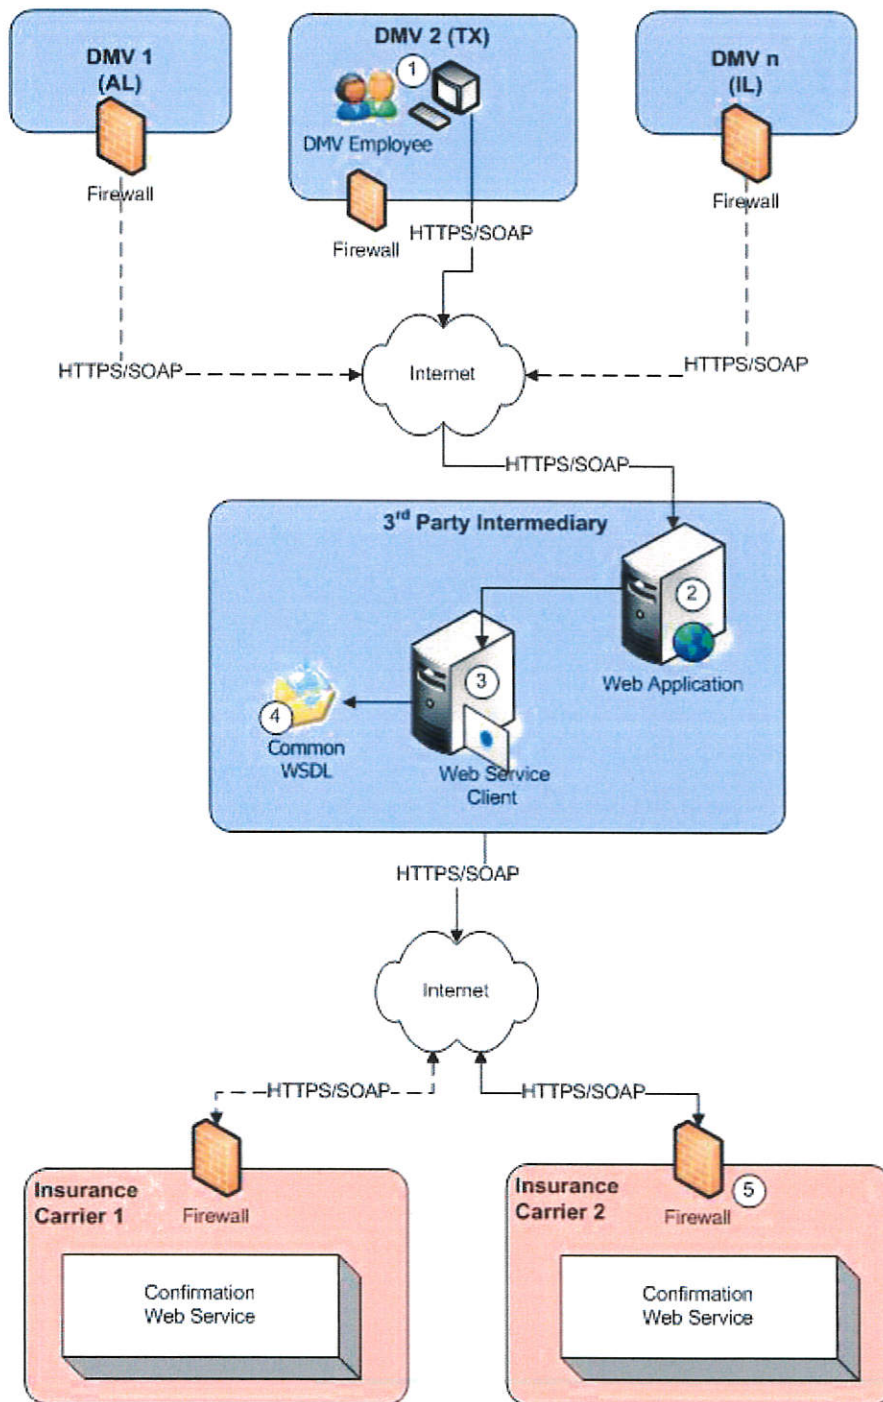 DMV 1
(AL)
Firewall
HTTPS/SOAP
DMV 2 (TX)
1
DMV Employee
Firewall
HTTPS/SOAP
DMV n
(IL)
Firewall
HTTPS/SOAP
Internet
HTTPS/SOAP
3rd Party Intermediary
2
Web Application
3
Web Service
Client
4
Common
WSDL
HTTPS/SOAP
Internet
HTTPS/SOAP
HTTPS/SOAP
Insurance
Carrier 1
Firewall
Confirmation
Web Service
Insurance
Carrier 2
Firewall
5
Confirmation
Web Service